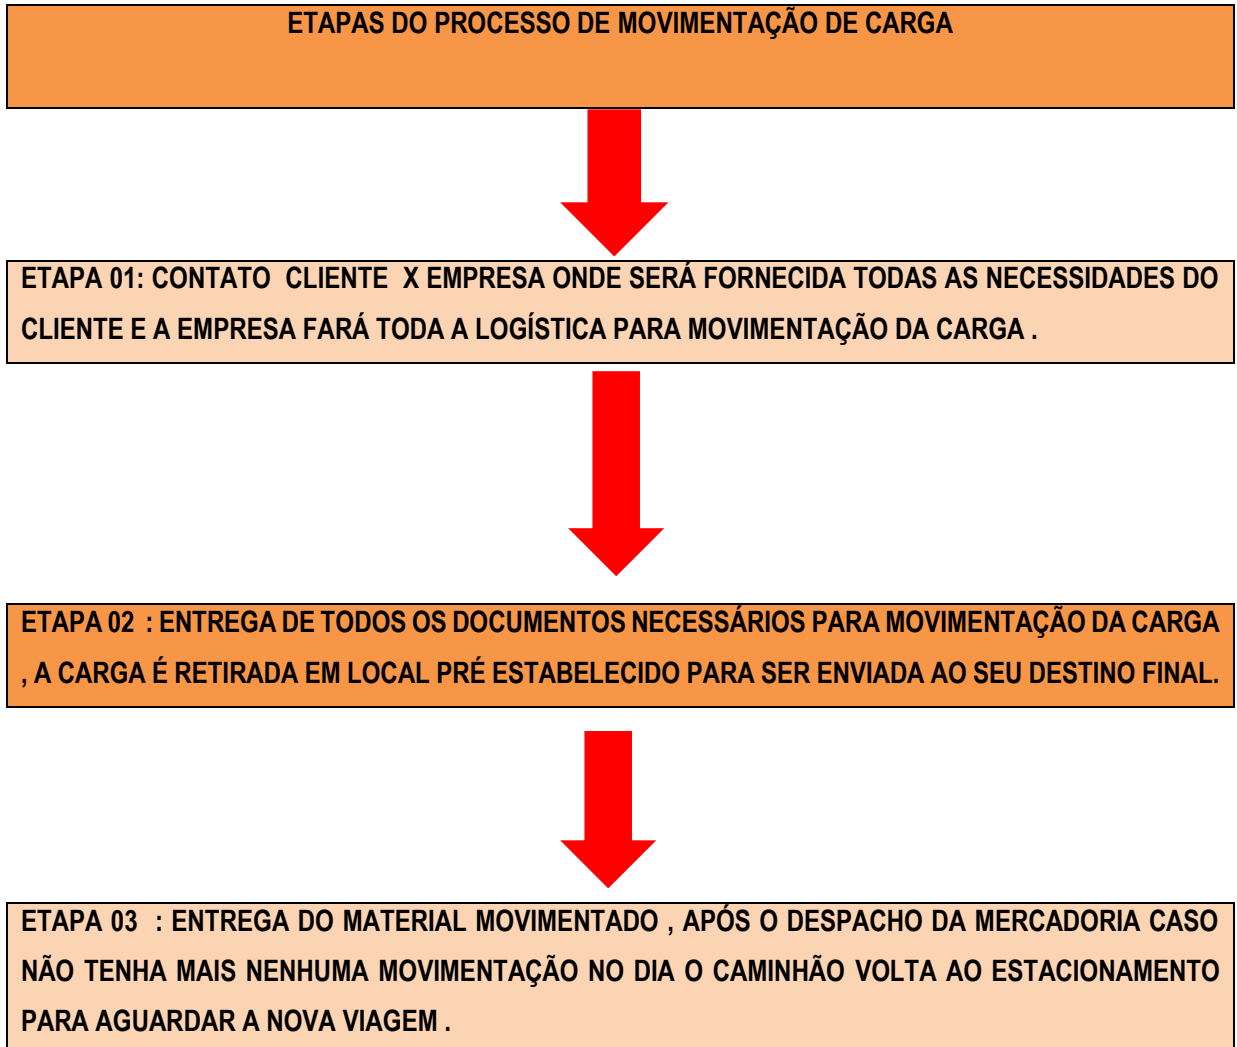 ETAPAS DO PROCESSO DE MOVIMENTAÇÃO DE CARGA
ETAPA 01: CONTATO CLIENTE X EMPRESA ONDE SERÁ FORNECIDA TODAS AS NECESSIDADES DO
CLIENTE E A EMPRESA FARÁ TODA A LOGÍSTICA PARA MOVIMENTAÇÃO DA CARGA .
ETAPA 02 : ENTREGA DE TODOS OS DOCUMENTOS NECESSÁRIOS PARA MOVIMENTAÇÃO DA CARGA
, A CARGA É RETIRADA EM LOCAL PRÉ ESTABELECIDO PARA SER ENVIADA AO SEU DESTINO FINAL.
ETAPA 03 : ENTREGA DO MATERIAL MOVIMENTADO , APÓS O DESPACHO DA MERCADORIA CASO
NÃO TENHA MAIS NENHUMA MOVIMENTAÇÃO NO DIA O CAMINHÃO VOLTA AO ESTACIONAMENTO
PARA AGUARDAR A NOVA VIAGEM .